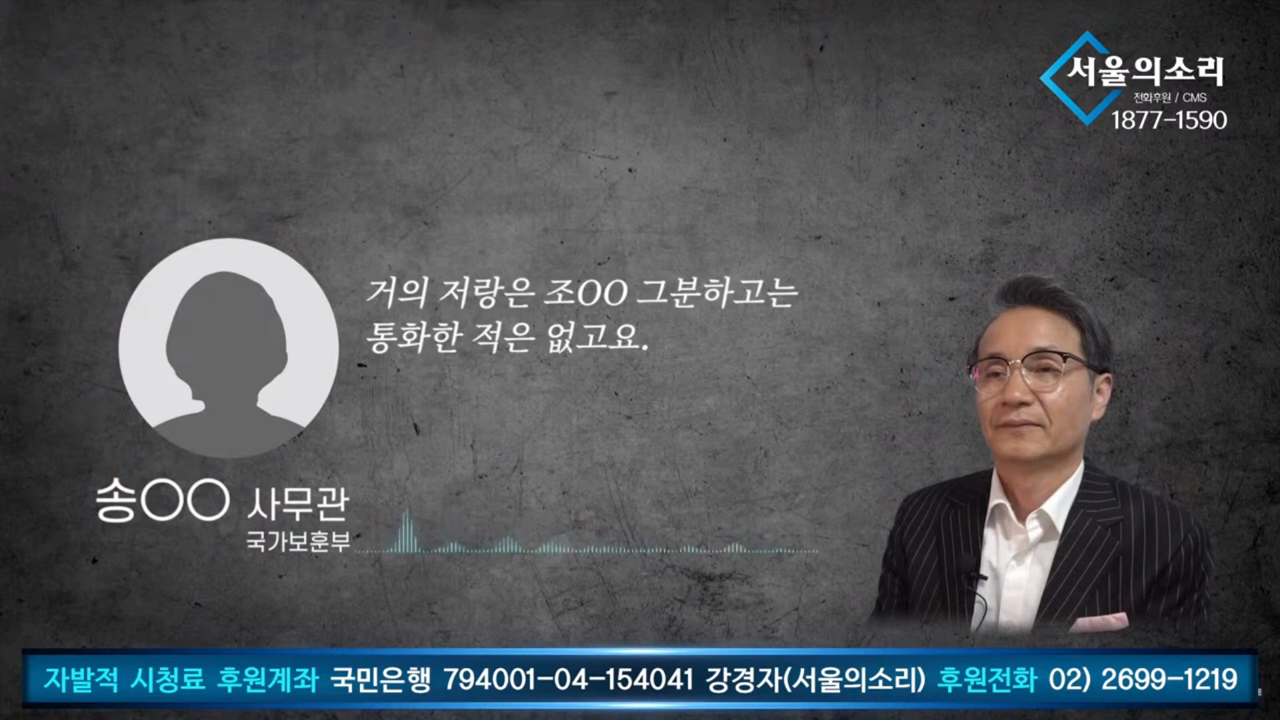 서울의소리
전화후원 / CMS
1877-1590
거의 저랑은 조OO 그분하고는
통화한 적은 없고요.
송○○ 사무관
국가보훈부
자발적 시청료 후원계좌 국민은행 794001-04-154041 강경자(서울의소리) 후원전화 02) 2699-1219